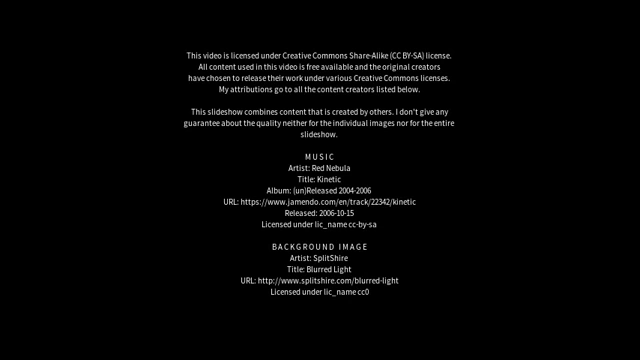 This video is licensed under Creative Commons Share-Alike (CC BY-SA) license.
All content used in this video is free available and the original creators
have chosen to release their work under various Creative Commons licenses.
My attributions go to all the content creators listed below.
This slideshow combines content that is created by others. I don't give any
guarantee about the quality neither for the individual images nor for the entire
slideshow.
MUSIC
Artist: Red Nebula
Title: Kinetic
Album: (un)Released 2004-2006
URL: https://www.jamendo.com/en/track/22342/kinetic
Released: 2006-10-15
Licensed under lic_name cc-by-sa
BACKGROUND IMAGE
Artist: SplitShire
Title: Blurred Light
URL: http://www.splitshire.com/blurred-light
Licensed under lic_name cc0